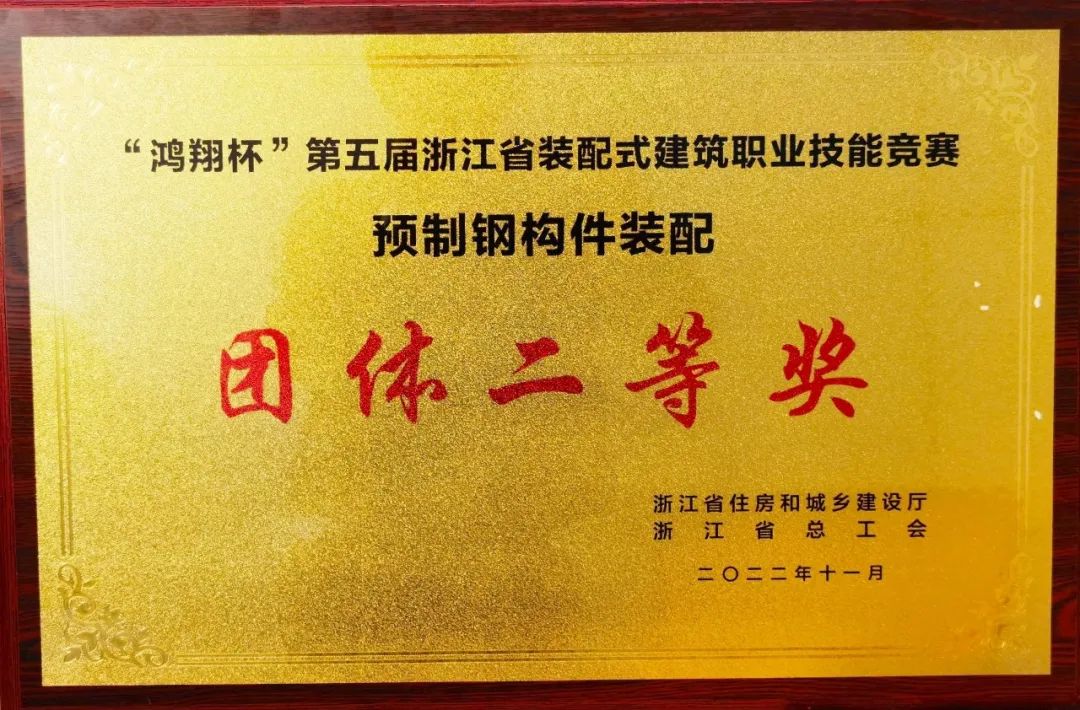 “鸿翔杯”第五届浙江省装配式建筑职业技能竞赛
预制钢构件装配
团体二等奖
浙江省住房和城乡建设厅
浙江省总工会
二〇二二年十一月